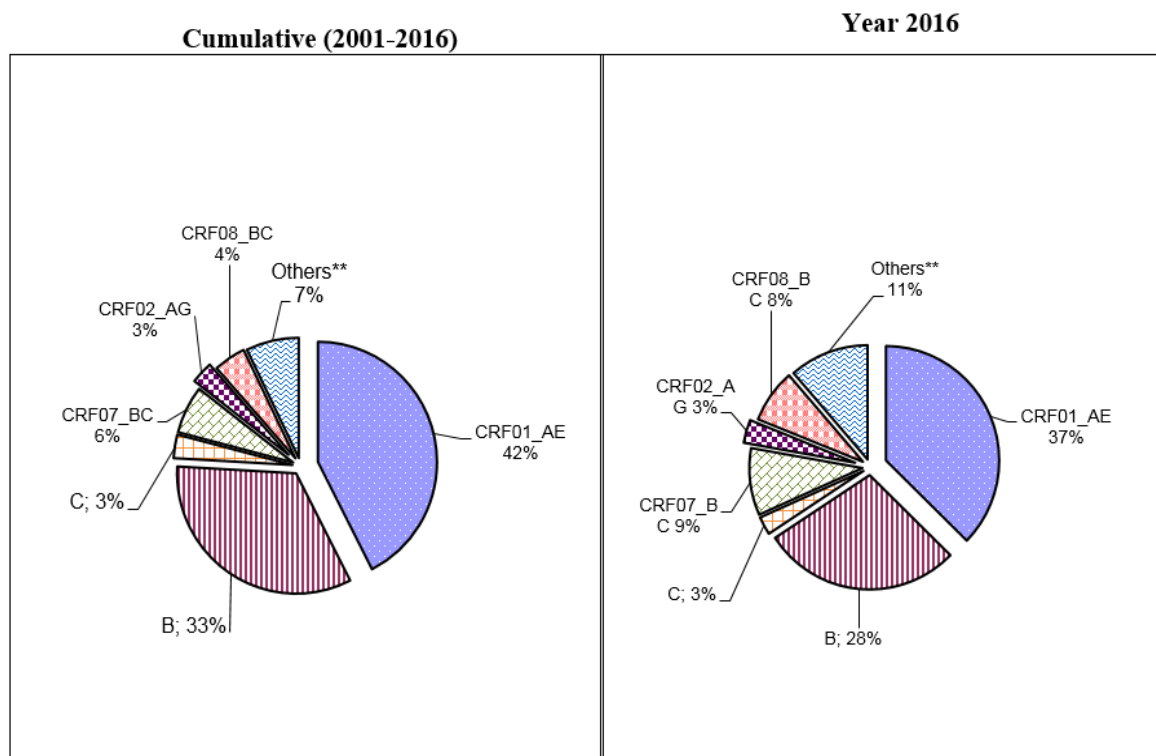 Cumulative (2001-2016)
CRF08_BC
4%
Others**
7%
CRF02_AG
3%
CRF07_BC
6%
CRF01_AE
42%
C; 3%
B; 33%
Year 2016
Others**
11%
CRF08_B
C 8%
CRF02_A
G 3%
CRF01_AE
37%
CRF07_B
C 9%
C; 3%
B; 28%